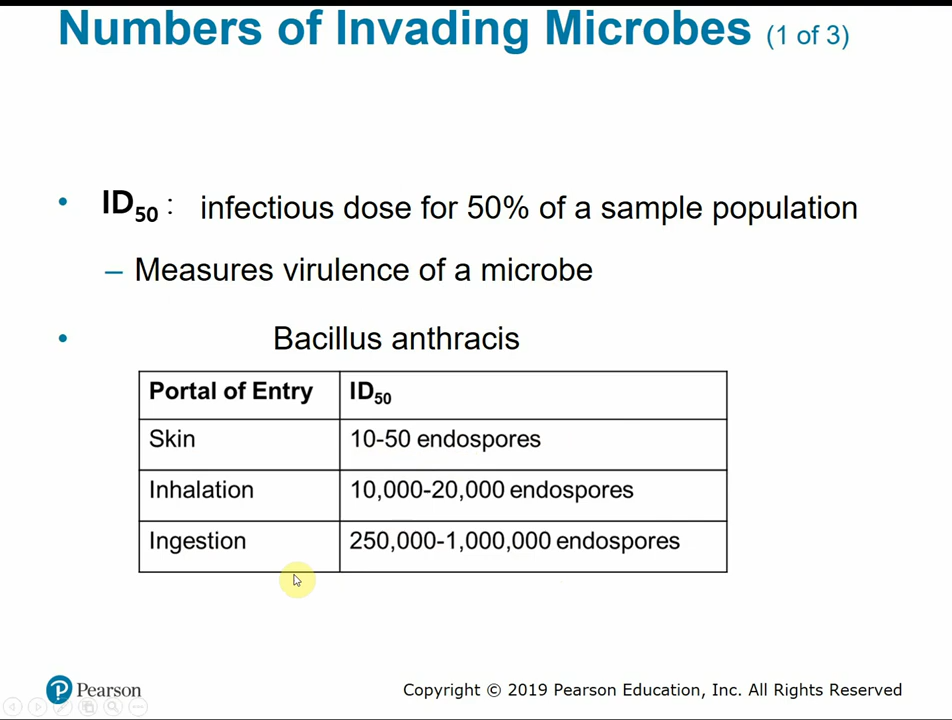 Numbers of Invading Microbes (1 of 3)
• ID50 : infectious dose for 50% of a sample population
– Measures virulence of a microbe
• Bacillus anthracis
Portal of Entry ID50
Skin 10-50 endospores
Inhalation 10,000-20,000 endospores
Ingestion 250,000-1,000,000 endospores
P Pearson
Copyright © 2019 Pearson Education, Inc. All Rights Reserved